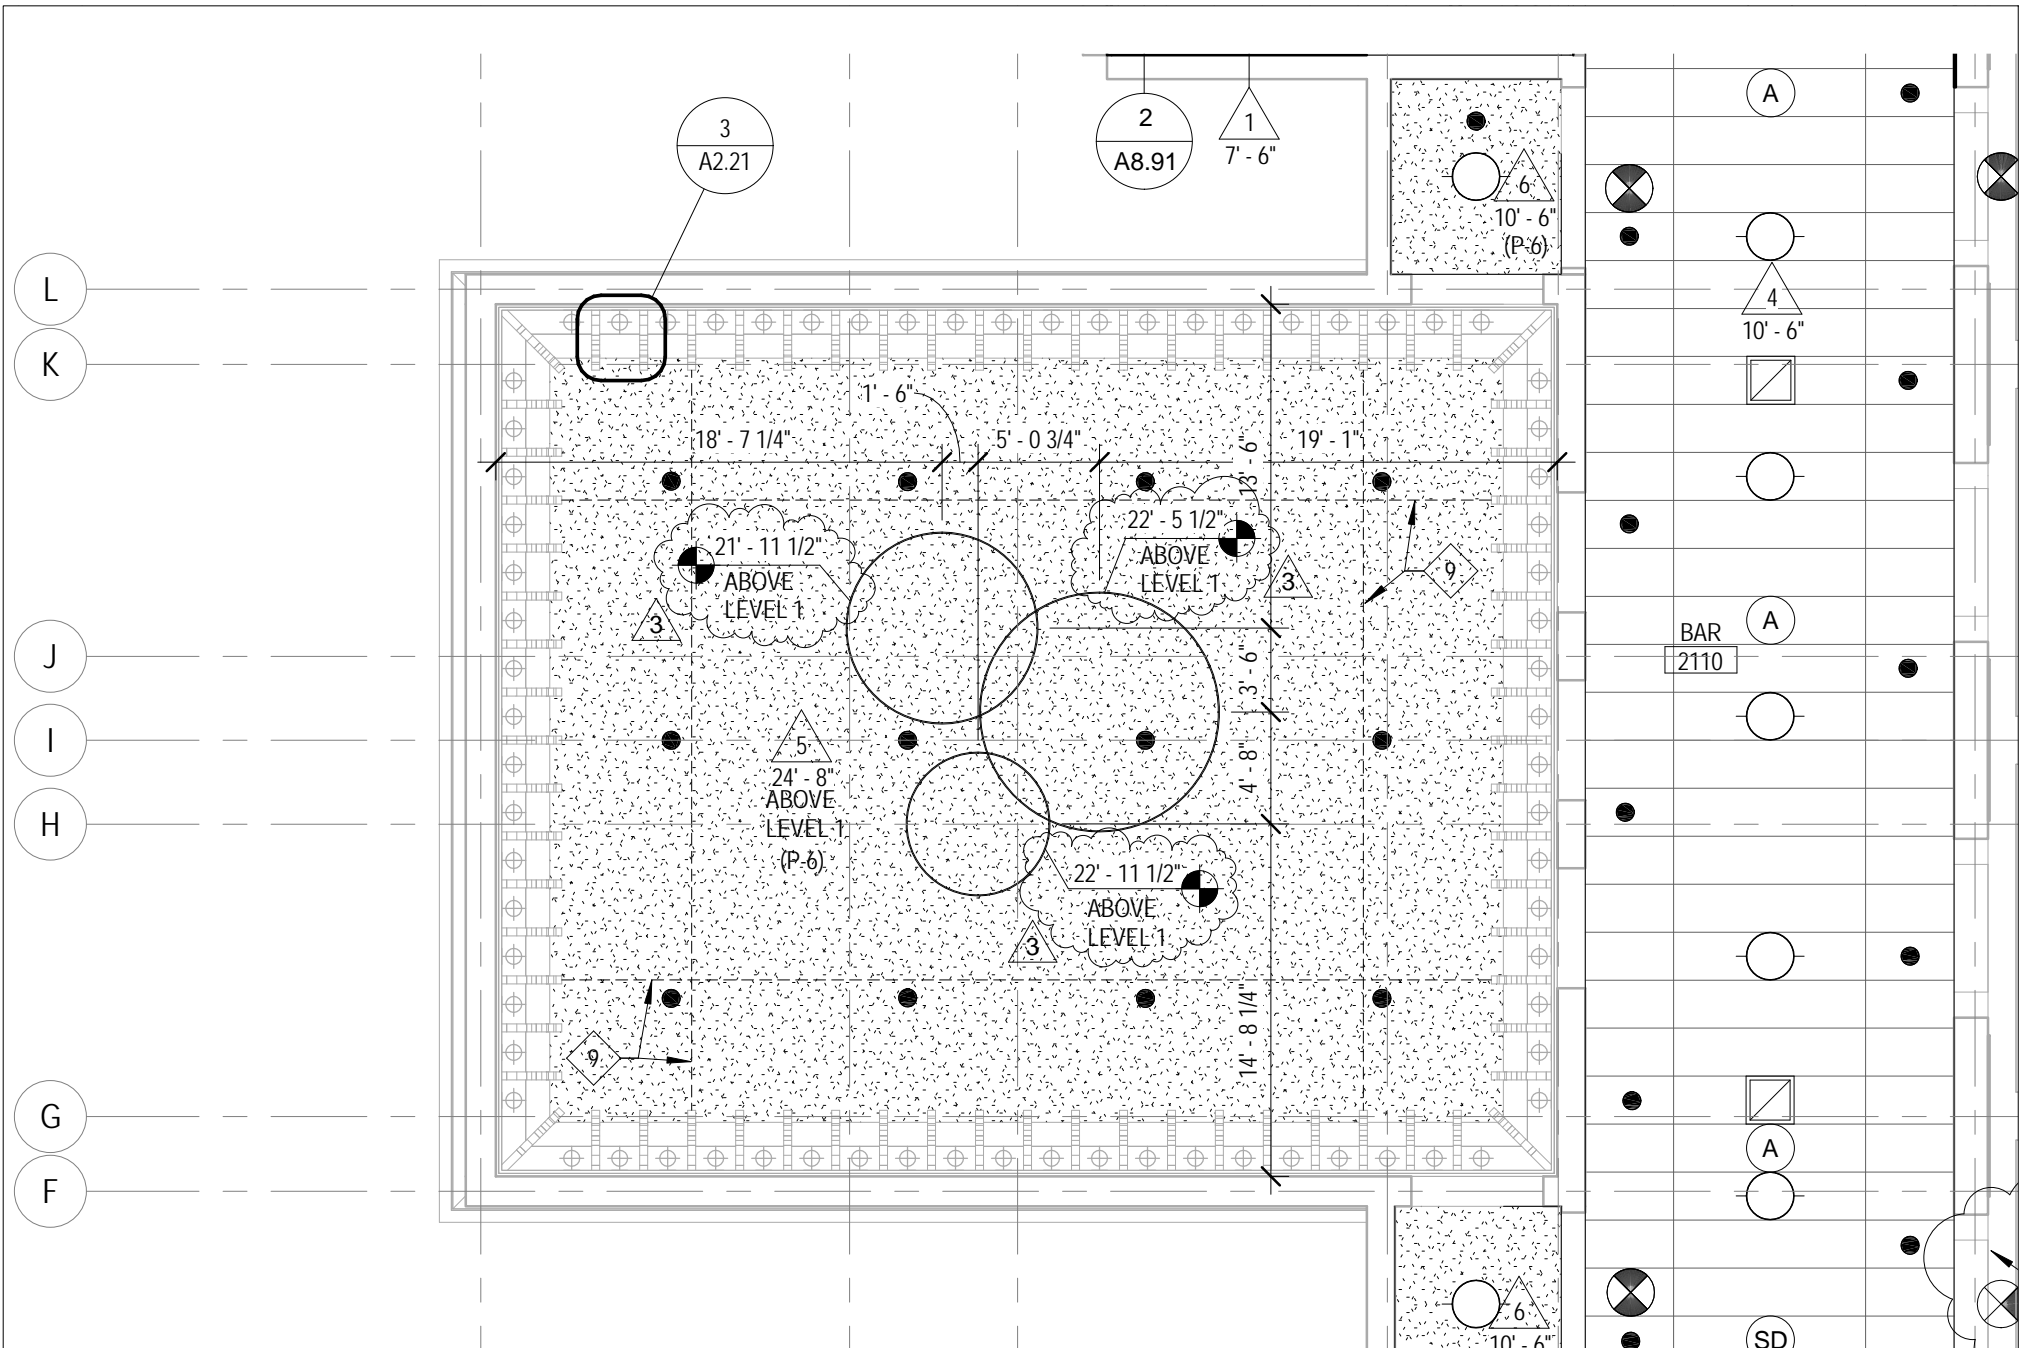 3
A2.21
2
A8.91
1
7' - 6"
6
10' - 6"
(P-6)
A
4
10' - 6"
L
K
J
I
H
G
F
1' - 6"
18' - 7 1/4"
5' - 0 3/4"
19' - 1"
13' - 6"
3' - 6"
4' - 8"
14' - 8 1/4"
21' - 11 1/2"
ABOVE
LEVEL 1
3
22' - 5 1/2"
ABOVE
LEVEL 1
3
9
5
24' - 8"
ABOVE
LEVEL 1
(P-6)
22' - 11 1/2"
ABOVE
LEVEL 1
3
9
A
BAR
2110
A
6
10' - 6"
SD